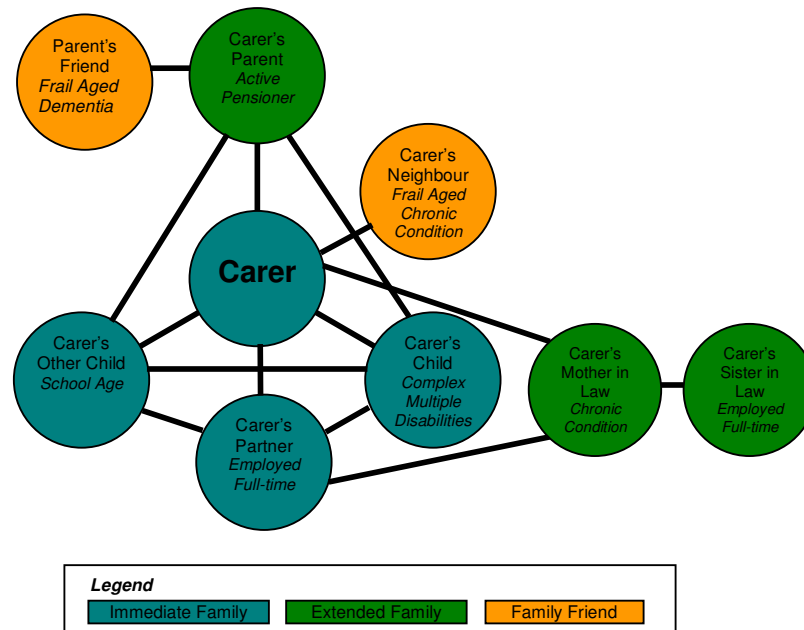 Parent's
Friend
Frail Aged
Dementia
Carer's
Parent
Active
Pensioner
Carer's
Neighbour
Frail Aged
Chronic
Condition
Carer
Carer's
Other Child
School Age
Carer's
Child
Complex
Multiple
Disabilities
Carer's
Mother in
Law
Chronic
Condition
Carer's
Sister in
Law
Employed
Full-time
Carer's
Partner
Employed
Full-time
Legend
Immediate Family
Extended Family
Family Friend